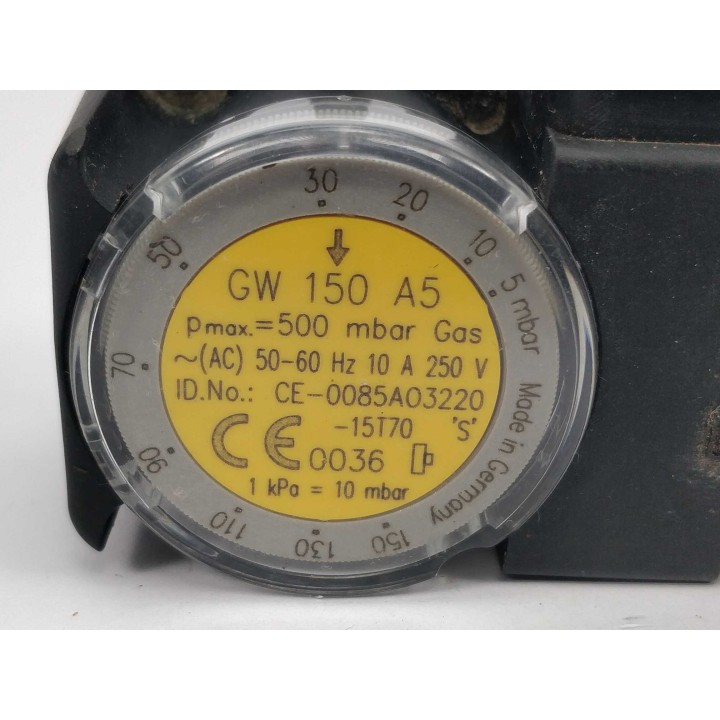 GW 150 A5
pmax.=500 mbar Gas
~(AC) 50-60 Hz 10 A 250 V
ID.No.: CE-0085AO3220
-15T70 'S'
CE 0036
1 kPa = 10 mbar
5 mbar
10
20
30
50
70
90
110
130
150
Made in Germany